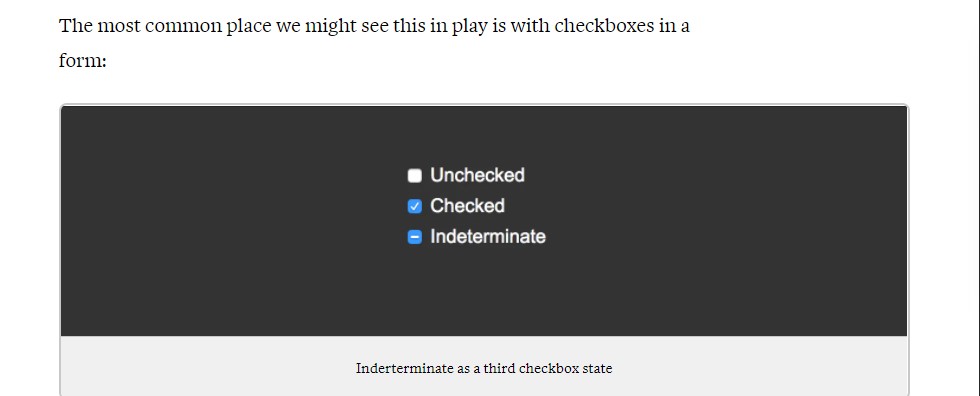 The most common place we might see this in play is with checkboxes in a
form:
Unchecked
Checked
Indeterminate
Inderterminate as a third checkbox state